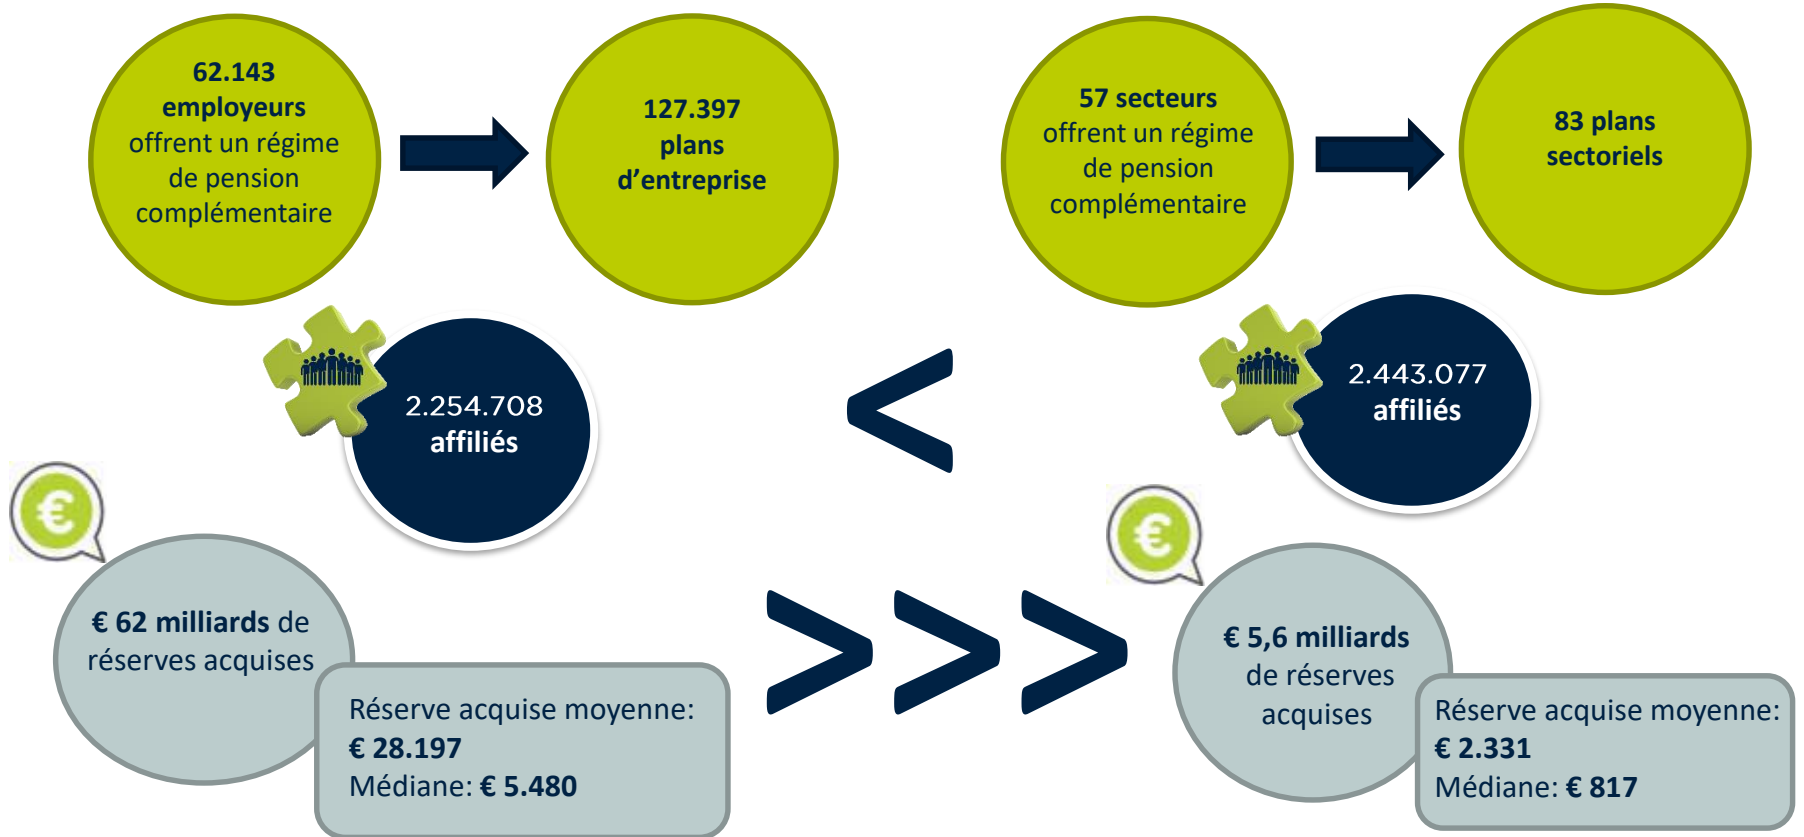 62.143
employeurs
offrent un régime
de pension
complémentaire
127.397
plans
d’entreprise
57 secteurs
offrent un régime
de pension
complémentaire
83 plans
sectoriels
2.254.708
affiliés
<
2.443.077
affiliés
€
€ 62 milliards de
réserves acquises
Réserve acquise moyenne:
€ 28.197
Médiane: € 5.480
>>>
€
€ 5,6 milliards
de réserves
acquises
Réserve acquise moyenne:
€ 2.331
Médiane: € 817